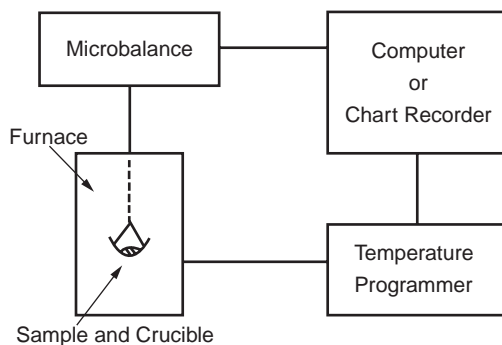 Microbalance
Computer
or
Chart Recorder
Furnace
Temperature
Programmer
Sample and Crucible